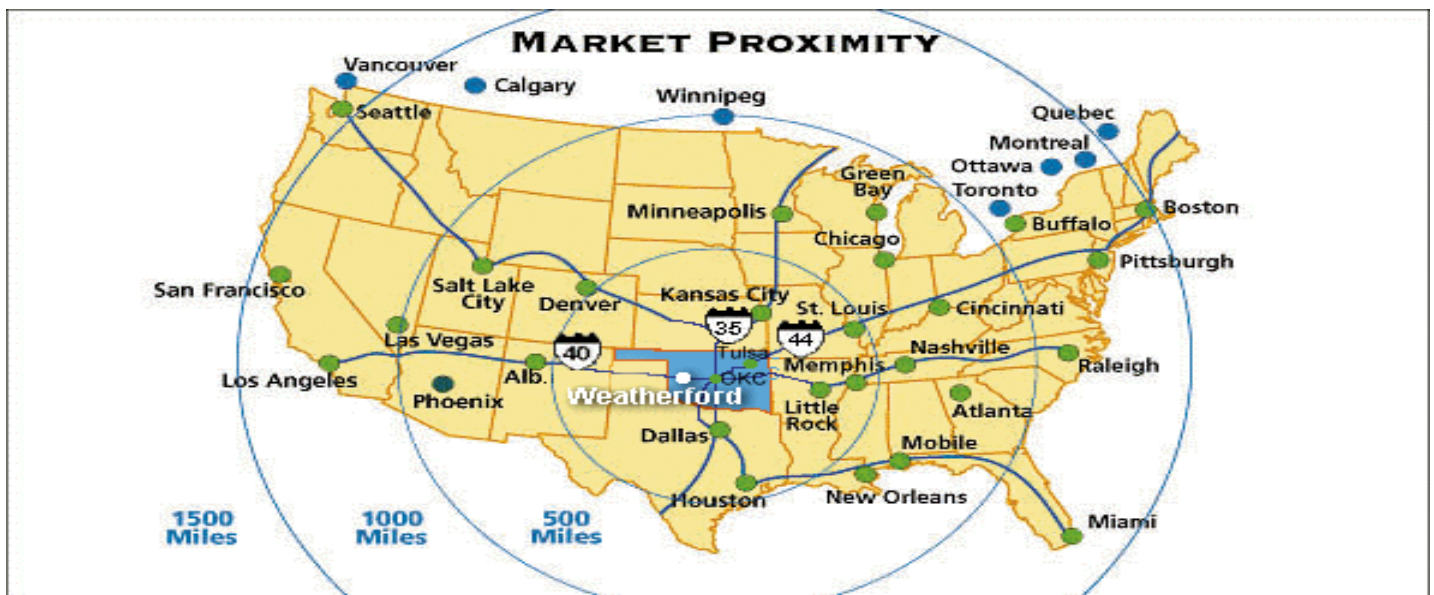 MARKET PROXIMITY
Vancouver
Calgary
Seattle
Winnipeg
Quebec
Montreal
Ottawa
Toronto
Green
Bay
Minneapolis
Chicago
Buffalo
Boston
Pittsburgh
San Francisco
Salt Lake
City
Denver
Kansas City
St. Louis
Cincinnati
35
44
40
Las Vegas
Tulsa
Memphis
Nashville
Raleigh
Los Angeles
Alb.
Phoenix
OKC
Weatherford
Little
Rock
Atlanta
Dallas
Mobile
Houston
New Orleans
Miami
1500
Miles
1000
Miles
500
Miles